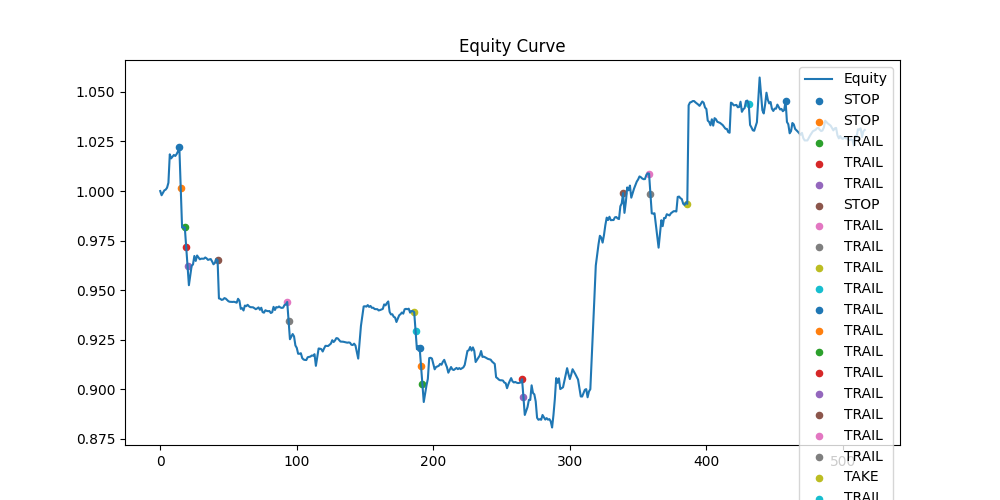 Equity Curve
1.050
1.025
1.000
0.975
0.950
0.925
0.900
0.875
0
100
200
300
400
500
Equity
STOP
STOP
TRAIL
TRAIL
TRAIL
STOP
TRAIL
TRAIL
TRAIL
TRAIL
TRAIL
TRAIL
TRAIL
TRAIL
TRAIL
TRAIL
TRAIL
TRAIL
TAKE
TRAIL